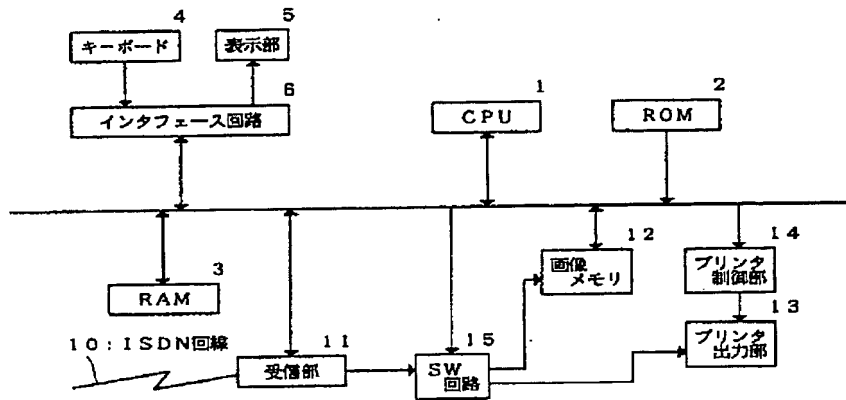 4
キーボード
5
表示部
6
インタフェース回路
1
CPU
2
ROM
3
RAM
10:ISDN回線
11
受信部
15
SW
回路
12
画像
メモリ
14
プリンタ
制御部
13
プリンタ
出力部